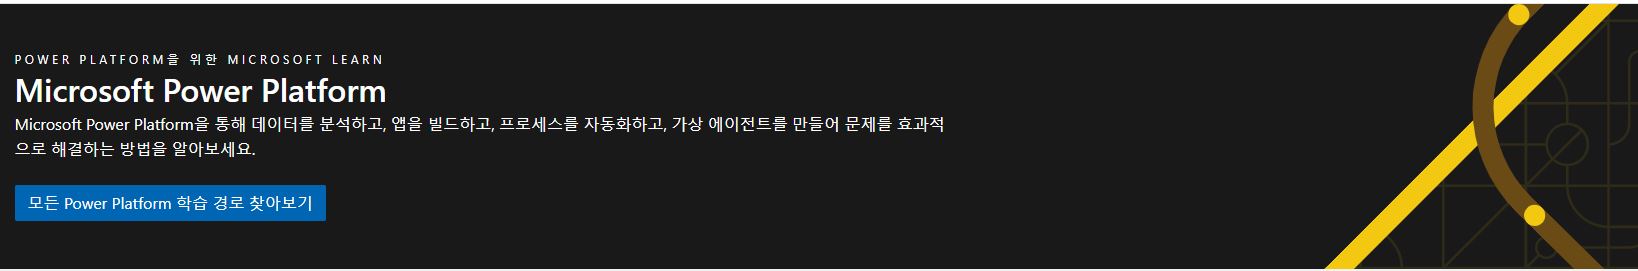 POWER PLATFORM을 위한 MICROSOFT LEARN
Microsoft Power Platform
Microsoft Power Platform을 통해 데이터를 분석하고, 앱을 빌드하고, 프로세스를 자동화하고, 가상 에이전트를 만들어 문제를 효과적
으로 해결하는 방법을 알아보세요.
모든 Power Platform 학습 경로 찾아보기